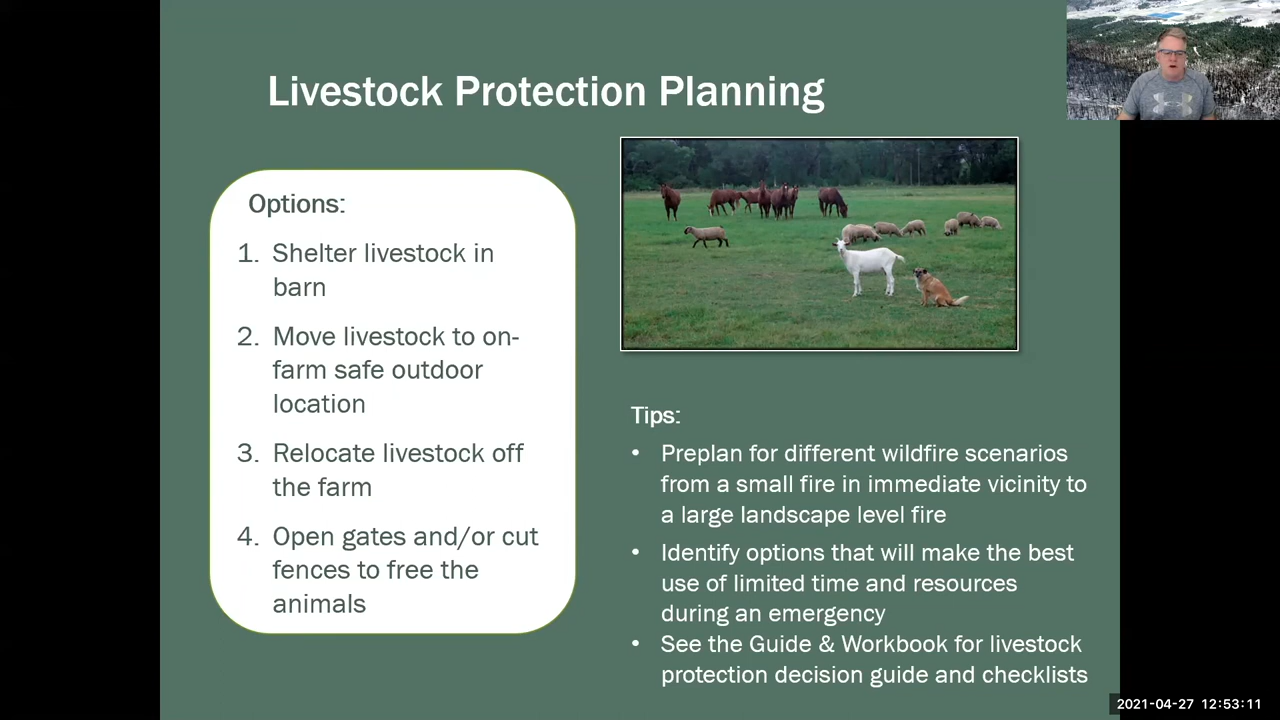 Livestock Protection Planning
Options:
1. Shelter livestock in
barn
2. Move livestock to on-
farm safe outdoor
location
3. Relocate livestock off
the farm
4. Open gates and/or cut
fences to free the
animals
Tips:
• Preplan for different wildfire scenarios
from a small fire in immediate vicinity to
a large landscape level fire
• Identify options that will make the best
use of limited time and resources
during an emergency
• See the Guide & Workbook for livestock
protection decision guide and checklists
2021-04-27 12:53:11